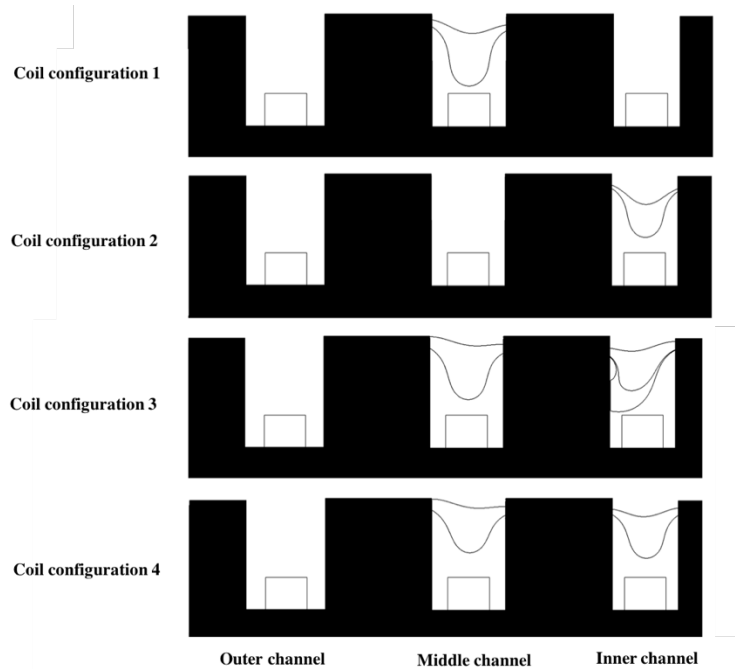 Coil configuration 1
Coil configuration 2
Coil configuration 3
Coil configuration 4
Outer channel Middle channel Inner channel